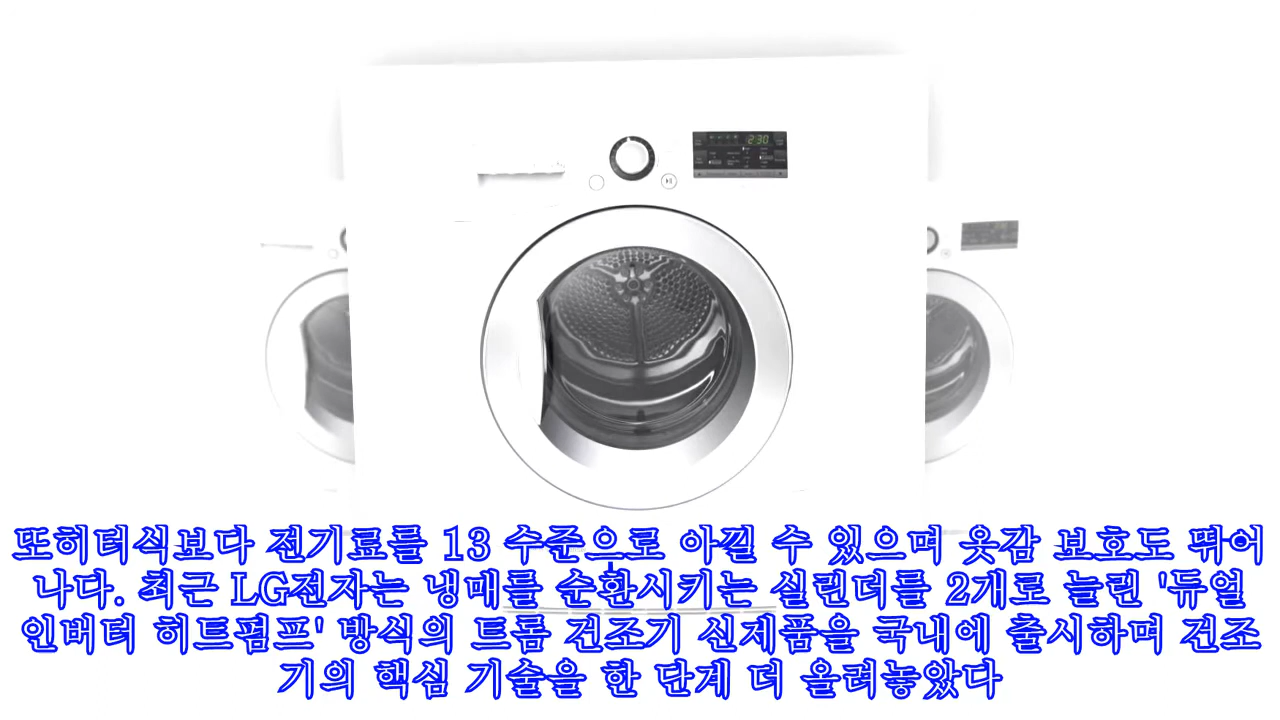 2:30
또히터식보다 전기료를 13 수준으로 아낄 수 있으며 옷감 보호도 뛰어
나다. 최근 LG전자는 냉매를 순환시키는 실린더를 2개로 늘린 '듀얼
인버터 히트펌프' 방식의 트롬 건조기 신제품을 국내에 출시하며 건조
기의 핵심 기술을 한 단계 더 올려놓았다